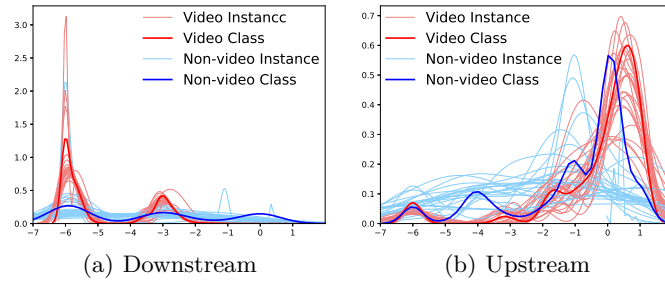 Video Instancc
Video Class
Non-video Instance
Non-video Class
3.0
2.5
2.0
1.5
1.0
0.5
0.0
−7 −6 −5 −4 −3 −2 −1 0 1
(a) Downstream
Video Instance
Video Class
Non-video Instance
Non-video Class
0.7
0.6
0.5
0.4
0.3
0.2
0.1
0.0
−7 −6 −5 −4 −3 −2 −1 0 1
(b) Upstream